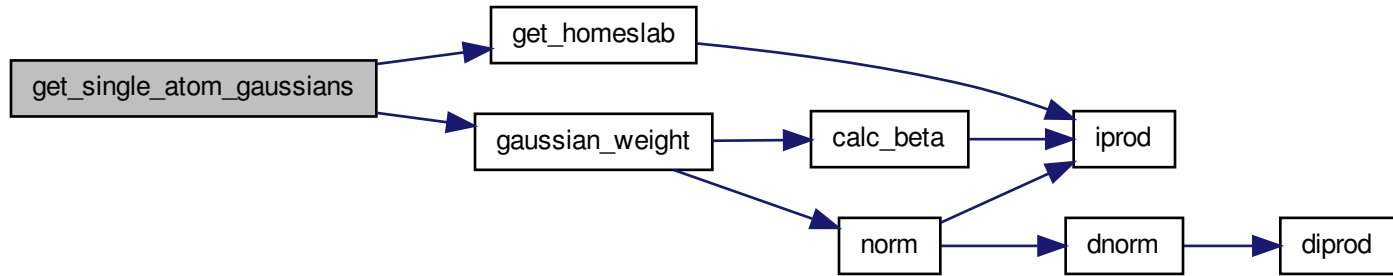 get_homeslab
get_single_atom_gaussians
gaussian_weight
calc_beta
iprod
norm
dnorm
diprod